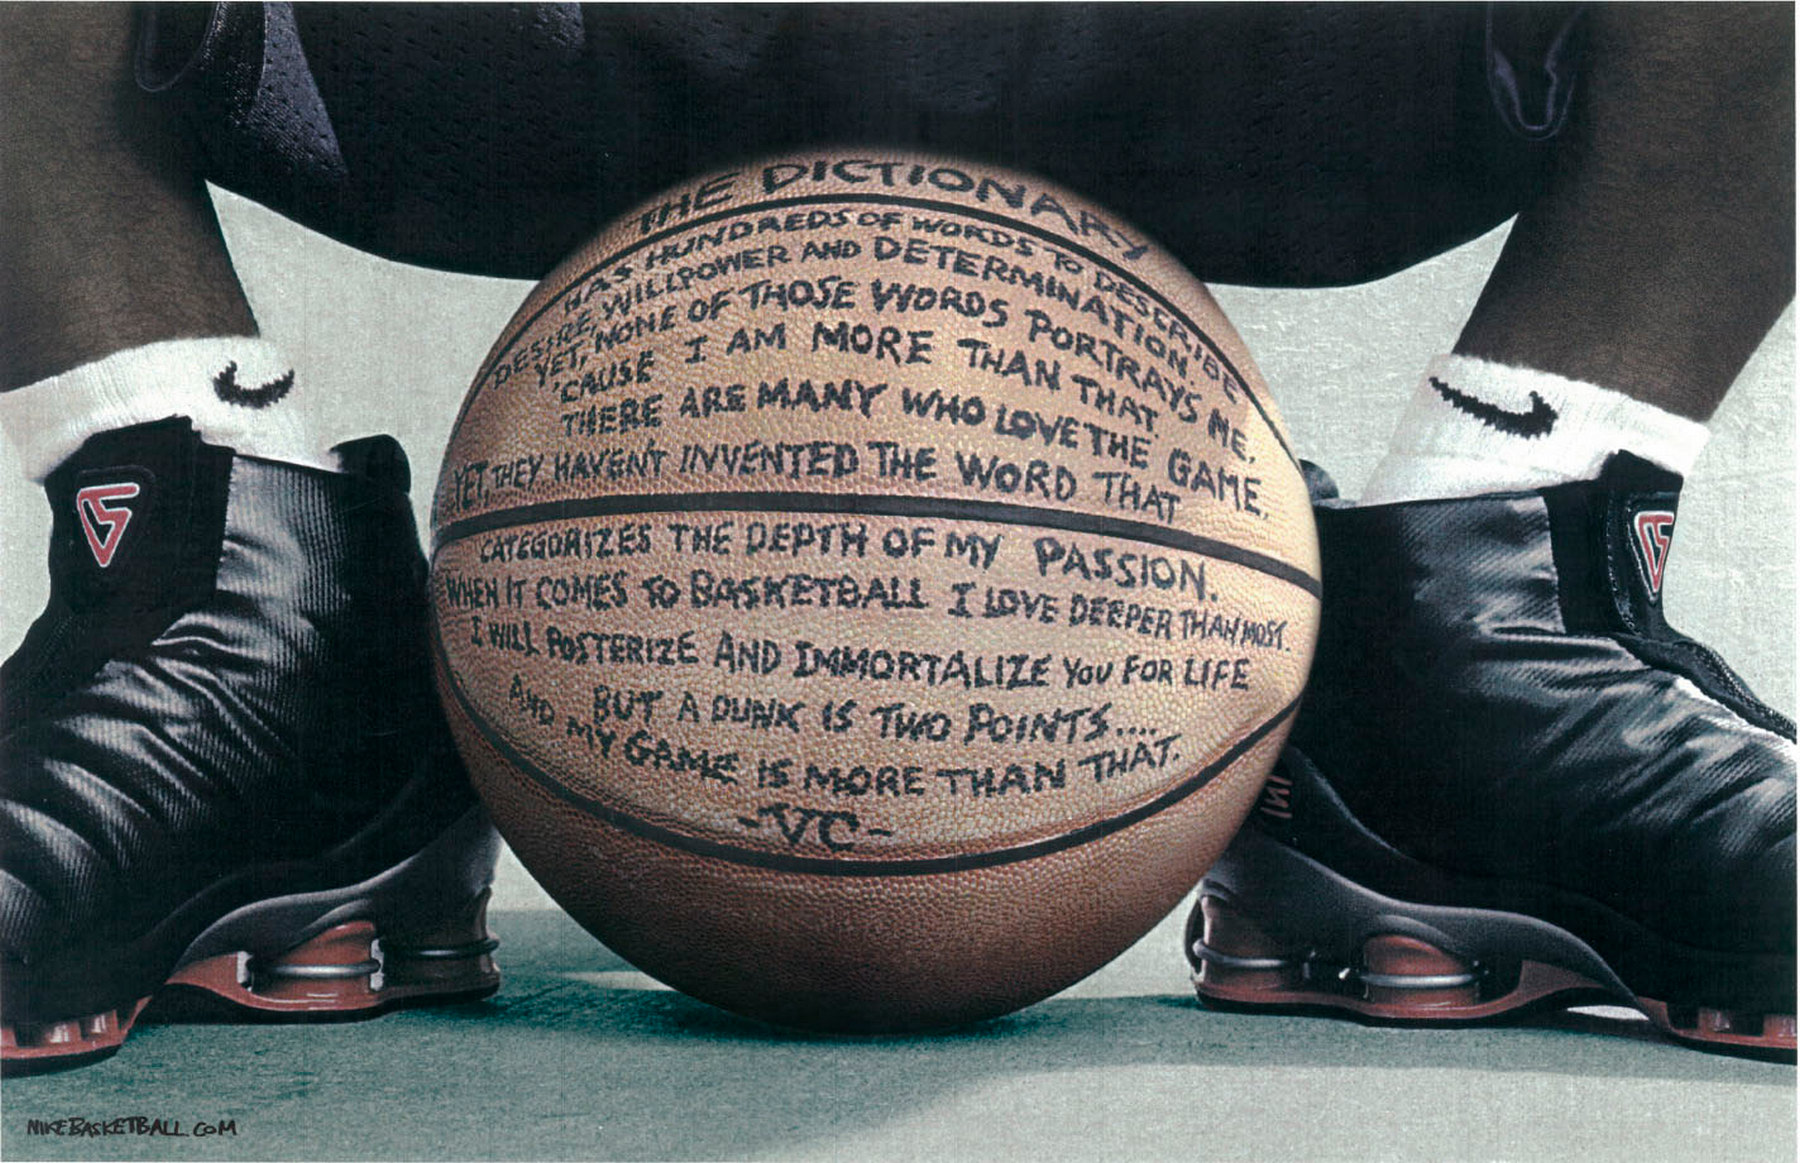 THE DICTIONARY
HAS HUNDREDS OF WORDS TO DESCRIBE
DESIRE, WILLPOWER AND DETERMINATION.
YET, NONE OF THOSE WORDS PORTRAYS ME,
'CAUSE I AM MORE THAN THAT.
THERE ARE MANY WHO LOVE THE GAME,
YET, THEY HAVEN'T INVENTED THE WORD THAT
CATEGORIZES THE DEPTH OF MY PASSION.
WHEN IT COMES TO BASKETBALL I LOVE DEEPER THAN MOST.
I WILL POSTERIZE AND IMMORTALIZE YOU FOR LIFE
BUT A DUNK IS TWO POINTS....
AND MY GAME IS MORE THAN THAT.
-VC-
NIKEBASKETBALL.COM